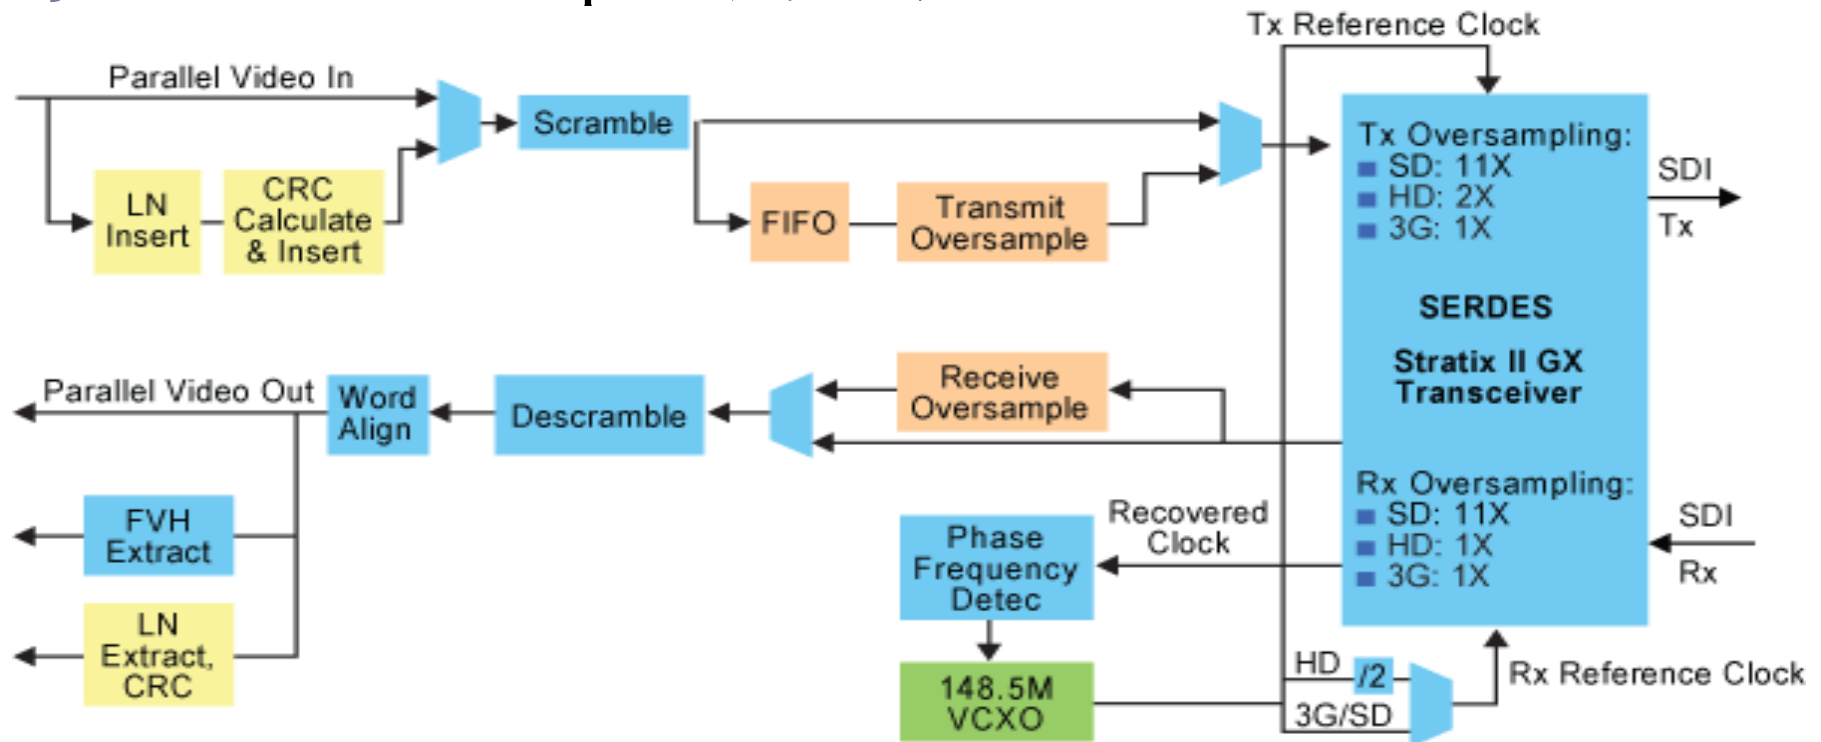 Tx Reference Clock
Parallel Video In
Scramble
LN
Insert
CRC
Calculate
& Insert
FIFO
Transmit
Oversample
Tx Oversampling:
SD: 11X
HD: 2X
3G: 1X
SDI
Tx
SERDES
Stratix II GX
Transceiver
Parallel Video Out
Word
Align
Descramble
Receive
Oversample
FVH
Extract
LN
Extract,
CRC
Phase
Frequency
Detec
Recovered
Clock
Rx Oversampling:
SD: 11X
HD: 1X
3G: 1X
SDI
Rx
148.5M
VCXO
HD
/2
3G/SD
Rx Reference Clock